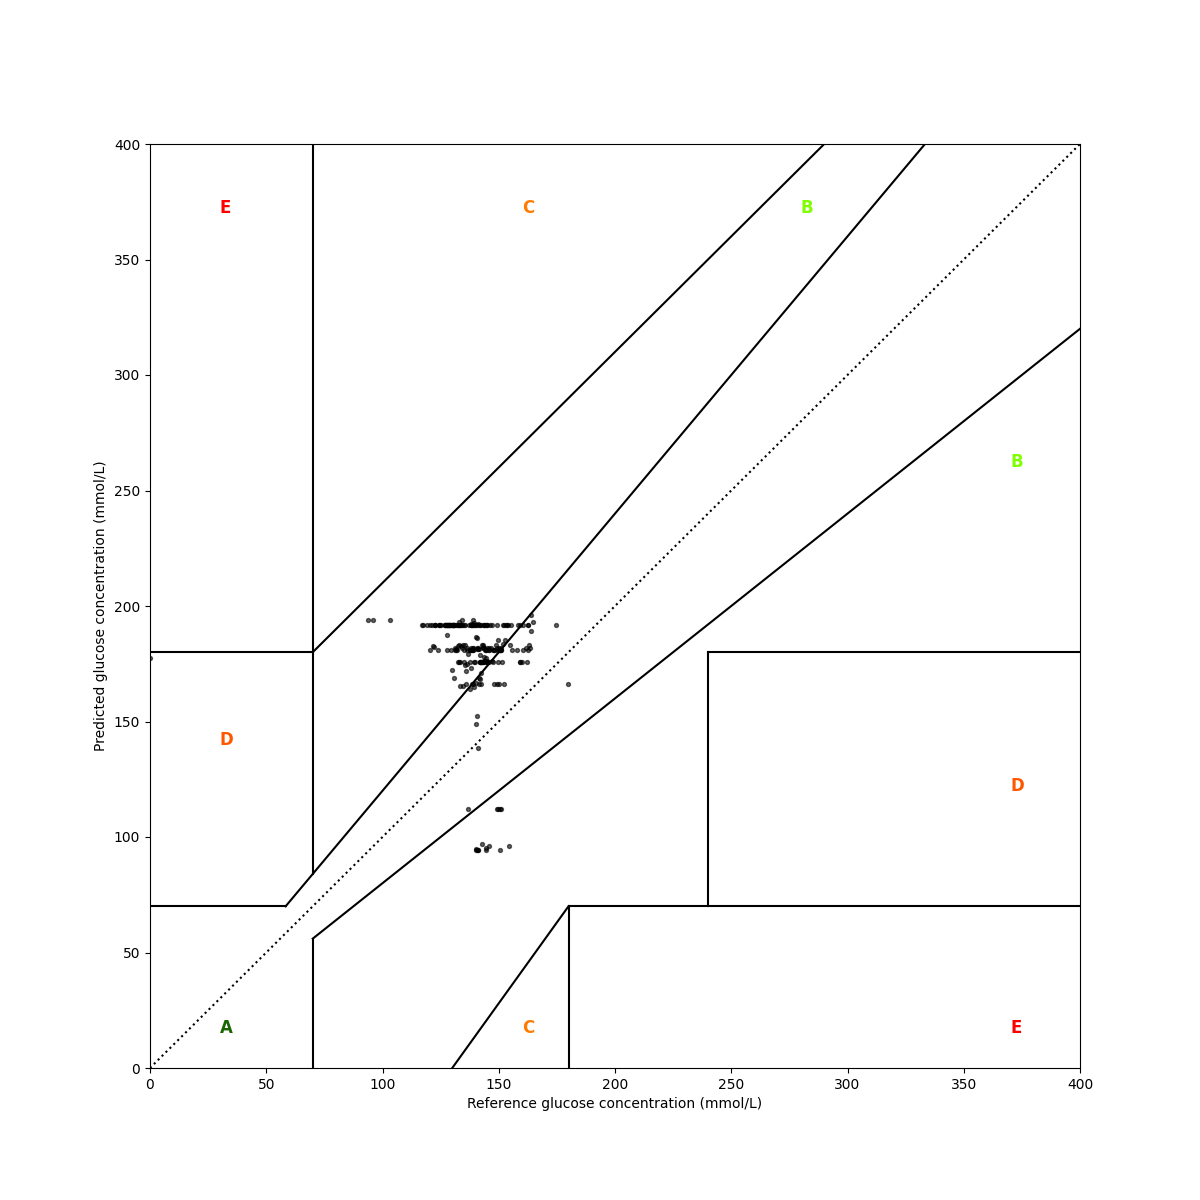 400
350
300
250
200
150
100
50
0
Predicted glucose concentration (mmol/L)
E
C
B
B
D
D
A
C
E
0 50 100 150 200 250 300 350 400
Reference glucose concentration (mmol/L)